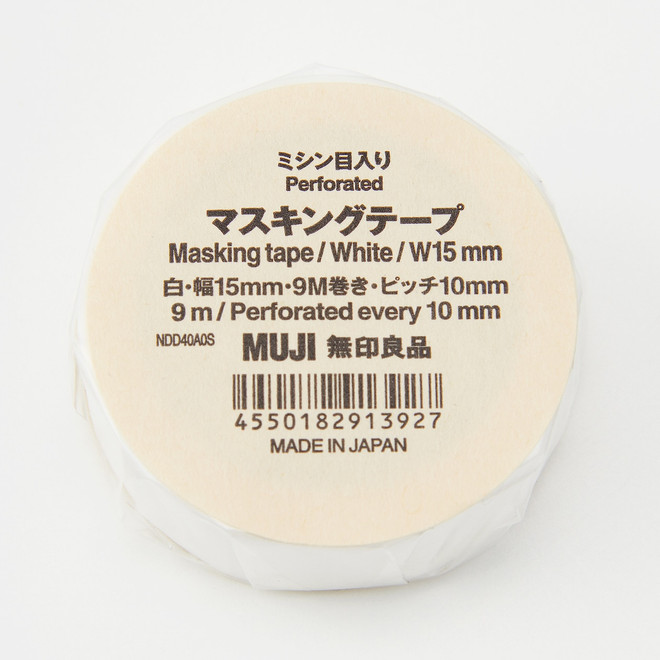 ミシン目入り
Perforated
マスキングテープ
Masking tape / White / W15 mm
白・幅15mm・9M巻き・ピッチ10mm
9 m / Perforated every 10 mm
NDD40A0S MUJI 無印良品
4550182913927
MADE IN JAPAN